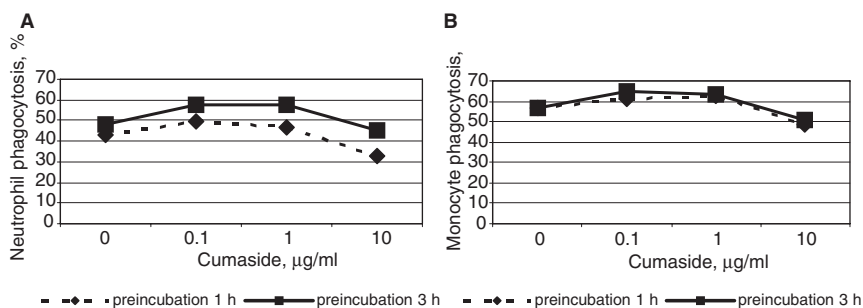 A
Neutrophil phagocytosis, %
70
60
50
40
30
20
10
0
0 0.1 1 10
Cumaside, µg/ml
preincubation 1 h preincubation 3 h
B
Monocyte phagocytosis,
70
60
50
40
30
20
10
0
0 0.1 1 10
Cumaside, µg/ml
preincubation 1 h preincubation 3 h